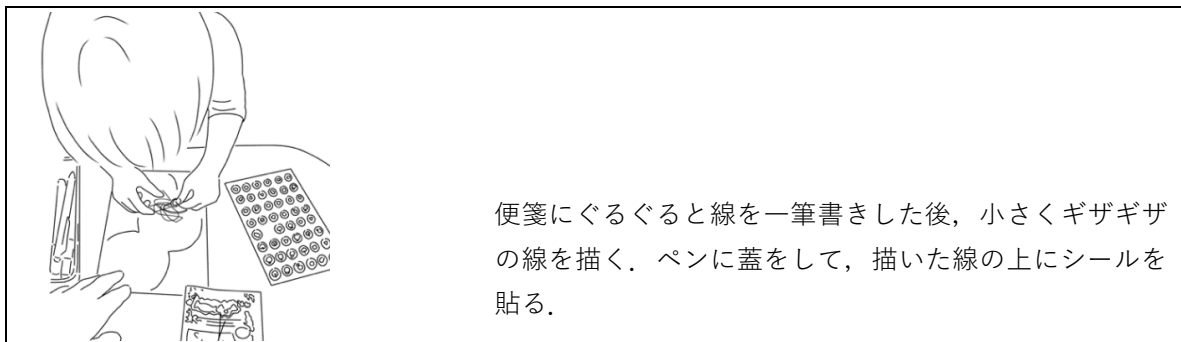 便箋にぐるぐると線を一筆書きした後，小さくギザギザ
の線を描く．ペンに蓋をして，描いた線の上にシールを
貼る．